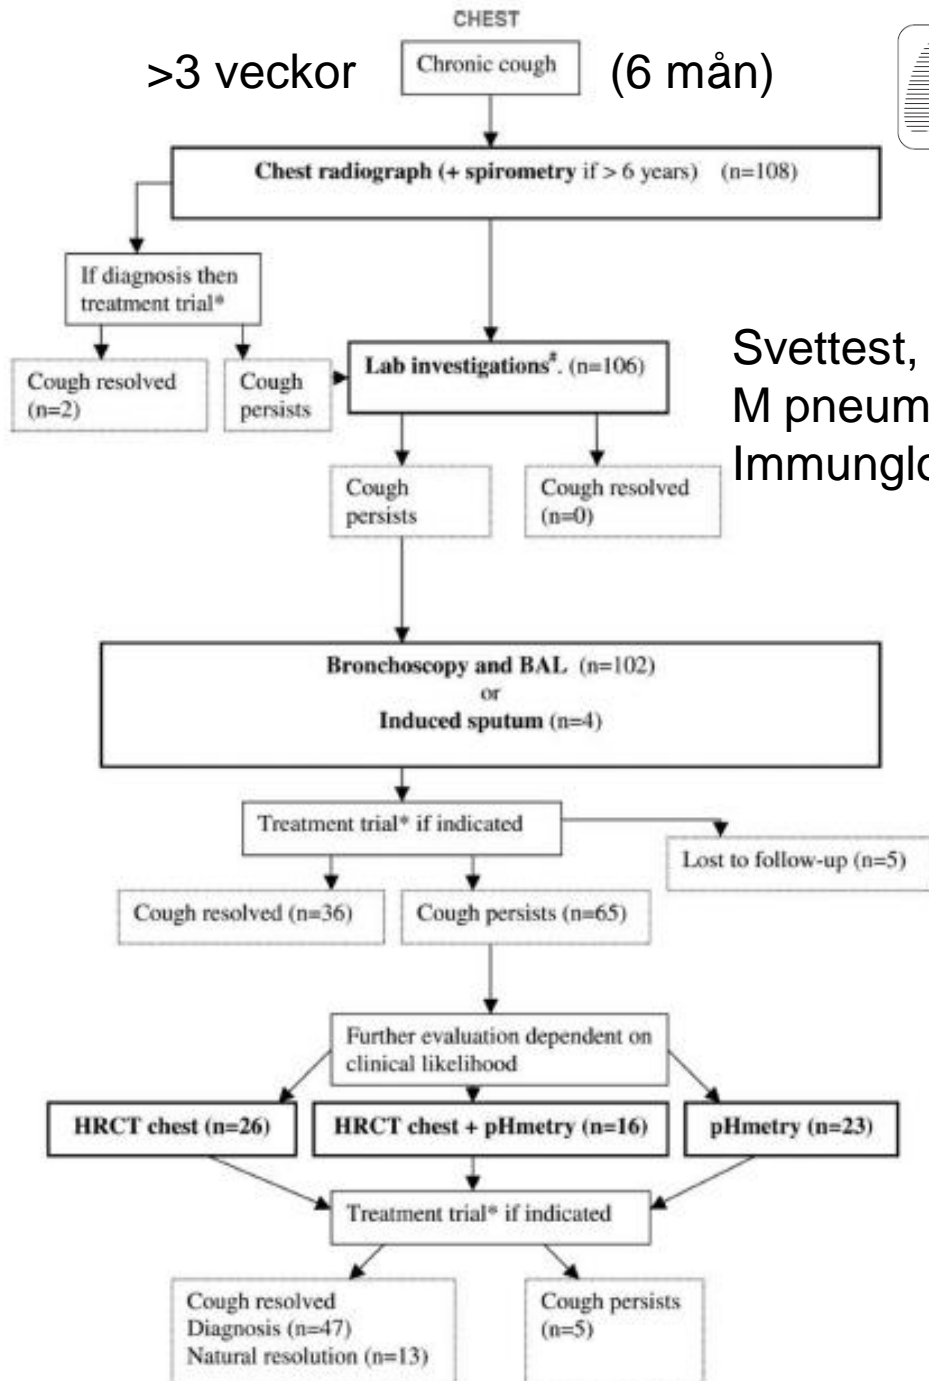 CHEST
>3 veckor
Chronic cough
(6 mån)
Chest radiograph (+ spirometry if > 6 years) (n=108)
If diagnosis then
treatment trial*
Cough resolved
(n=2)
Cough
persists
Lab investigations#. (n=106)
Svettest,
M pneum
Immunglo
Cough
persists
Cough resolved
(n=0)
Bronchoscopy and BAL (n=102)
or
Induced sputum (n=4)
Treatment trial* if indicated
Lost to follow-up (n=5)
Cough resolved (n=36)
Cough persists (n=65)
Further evaluation dependent on
clinical likelihood
HRCT chest (n=26)
HRCT chest + pHmetry (n=16)
pHmetry (n=23)
Treatment trial* if indicated
Cough resolved
Diagnosis (n=47)
Natural resolution (n=13)
Cough persists
(n=5)